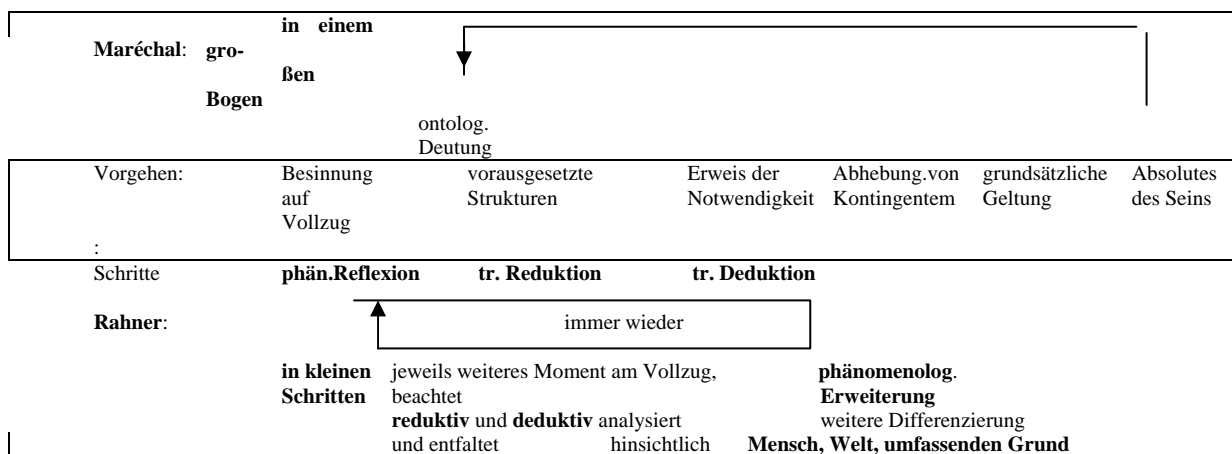 in einem
Maréchal: gro-
ßen
Bogen
ontolog.
Deutung
Vorgehen: Besinnung vorausgesetzte Erweis der Abhebung.von grundsätzliche Absolutes
auf Strukturen Notwendigkeit Kontingentem Geltung des Seins
Vollzug
:
Schritte phän.Reflexion tr. Reduktion tr. Deduktion
Rahner: immer wieder
in kleinen jeweils weiteres Moment am Vollzug, phänomenolog.
Schritten beachtet Erweiterung
reduktiv und deduktiv analysiert weitere Differenzierung
und entfaltet hinsichtlich Mensch, Welt, umfassenden Grund